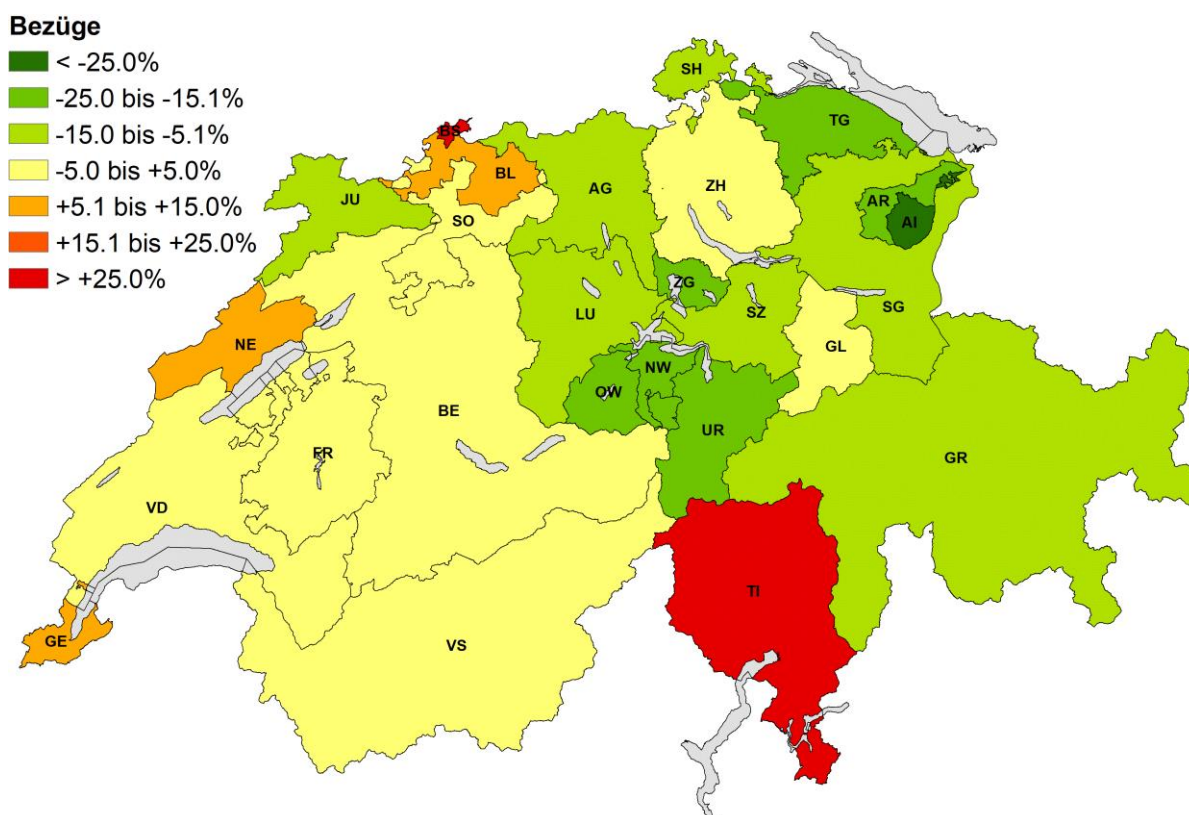 Bezüge
< -25.0%
-25.0 bis -15.1%
-15.0 bis -5.1%
-5.0 bis +5.0%
+5.1 bis +15.0%
+15.1 bis +25.0%
> +25.0%
SH
TG
BS
BL
AG
ZH
JU
AR
SO
AI
ZG
LU
SZ
SG
NE
GL
NW
OW
BE
UR
FR
GR
VD
TI
GE
VS